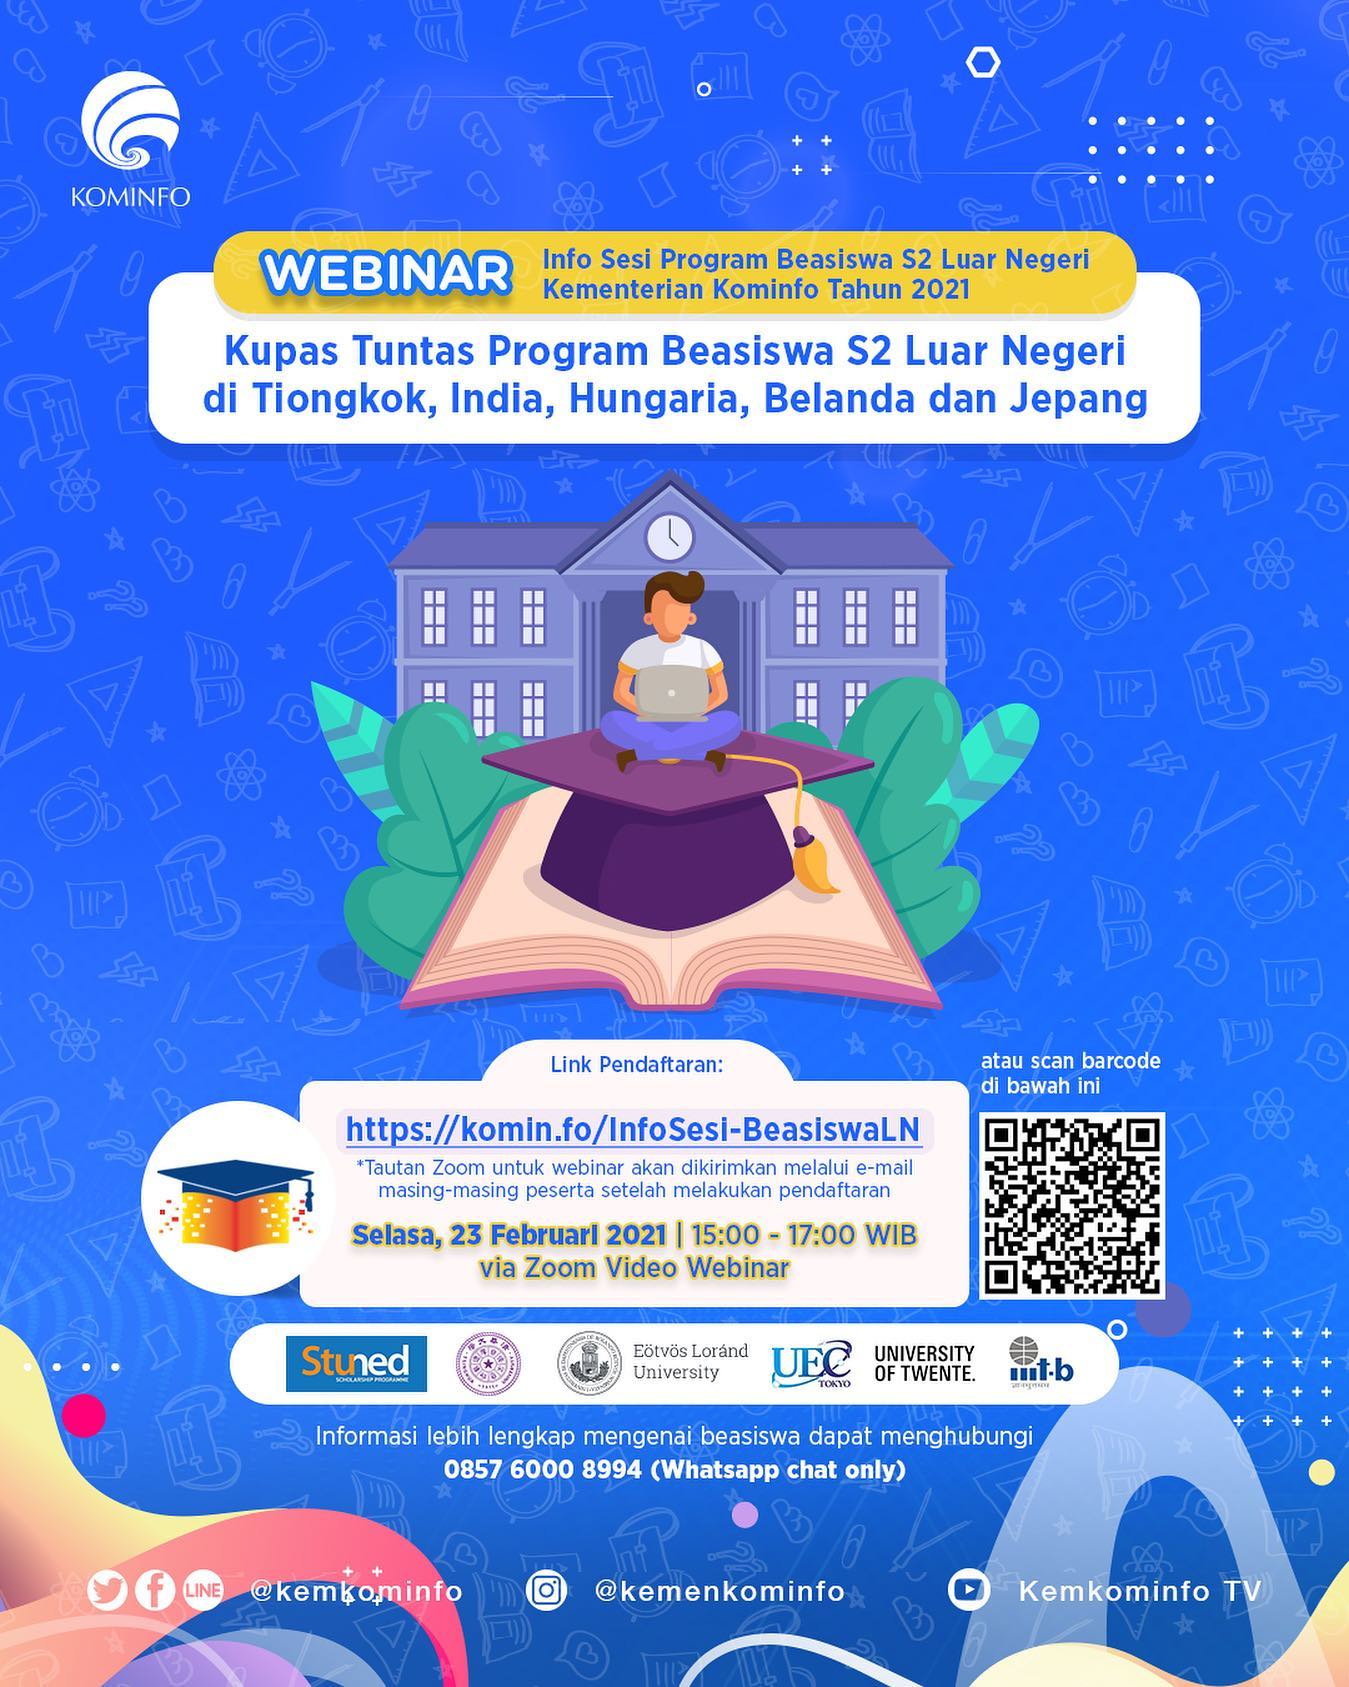 KOMINFO
WEBINAR
Info Sesi Program Beasiswa S2 Luar Negeri
Kementerian Kominfo Tahun 2021
Kupas Tuntas Program Beasiswa S2 Luar Negeri
di Tiongkok, India, Hungaria, Belanda dan Jepang
Link Pendaftaran:
https://komin.fo/InfoSesi-BeasiswaLN
*Tautan Zoom untuk webinar akan dikirimkan melalui e-mail
masing-masing peserta setelah melakukan pendaftaran
Selasa, 23 FebruarI 2021 | 15:00 - 17:00 WIB
via Zoom Video Webinar
atau scan barcode
di bawah ini
Stuned
SCHOLARSHIP PROGRAMME
Eötvös Loránd
University
UEC
TOKYO
UNIVERSITY
OF TWENTE.
iiit-b
Informasi lebih lengkap mengenai beasiswa dapat menghubungi
0857 6000 8994 (Whatsapp chat only)
LINE
@kemkominfo
@kemenkominfo
Kemkominfo TV